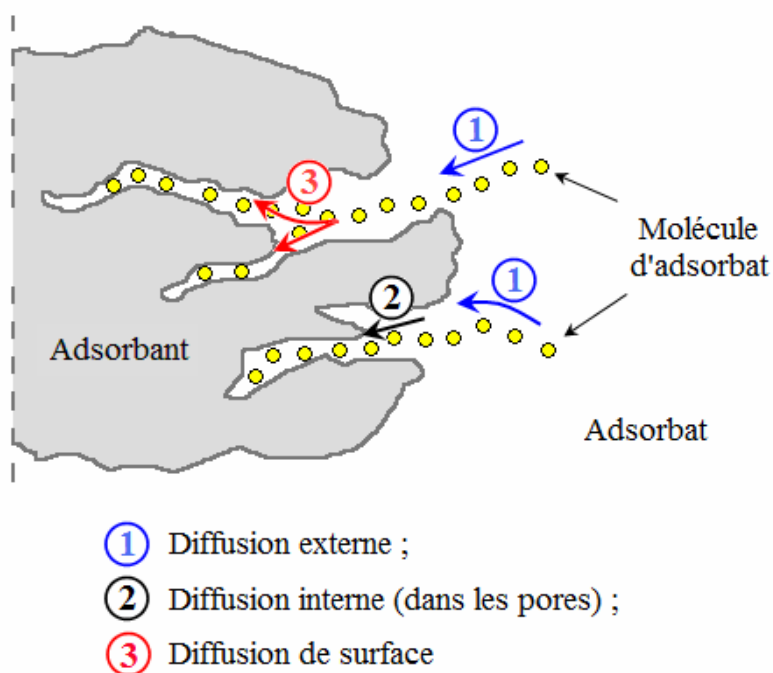 1
3
Molécule
d'adsorbat
2
1
Adsorbant
Adsorbat
1 Diffusion externe ;
2 Diffusion interne (dans les pores) ;
3 Diffusion de surface